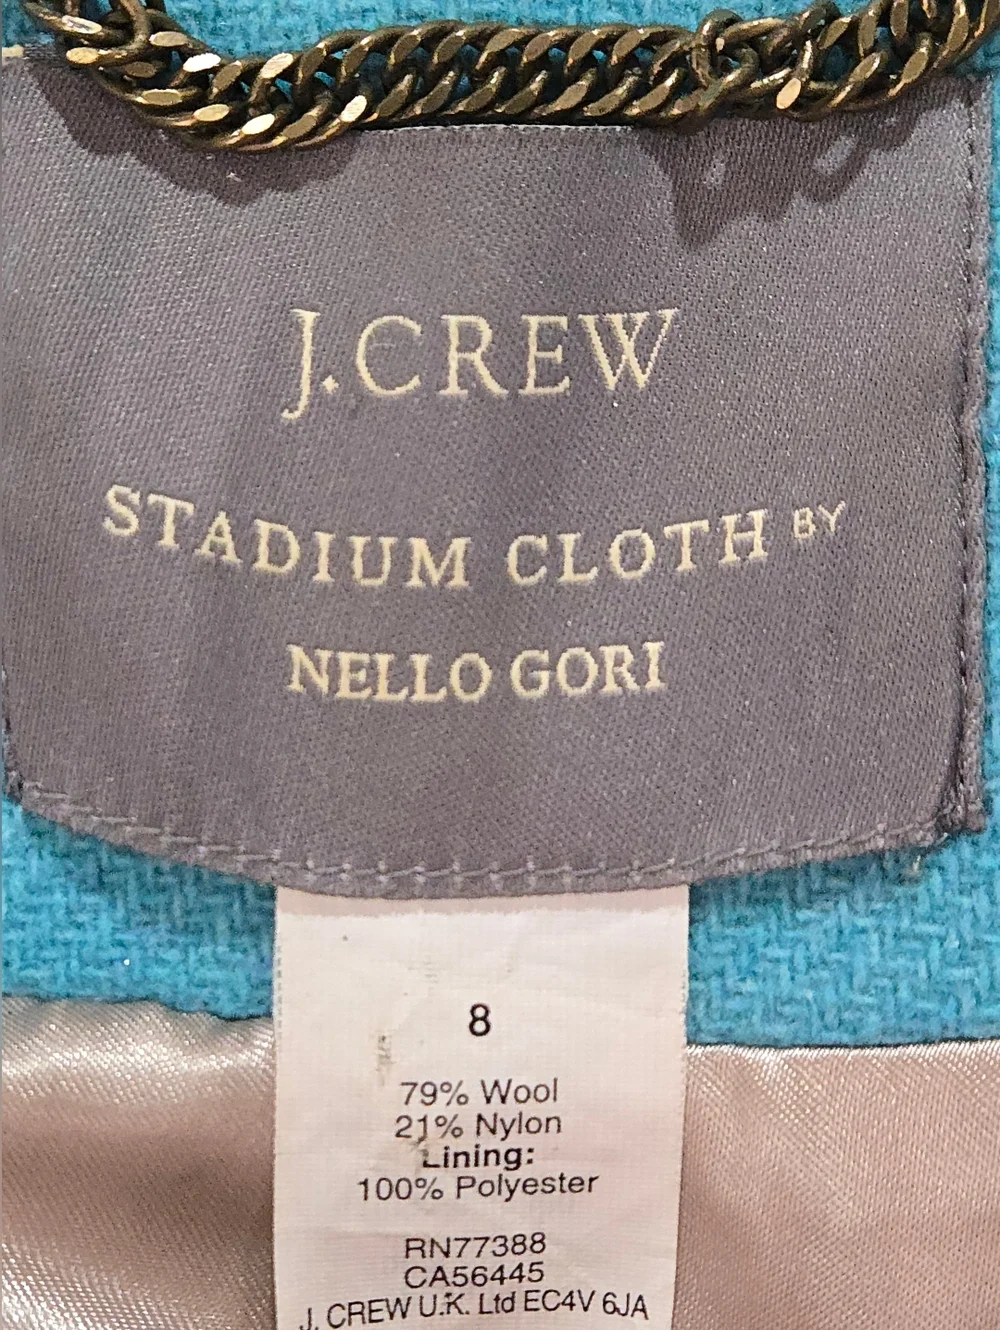 J.CREW
STADIUM CLOTH BY
NELLO GORI
8
79% Wool
21% Nylon
Lining:
100% Polyester
RN77388
CA56445
J. CREW U.K. Ltd EC4V 6JA